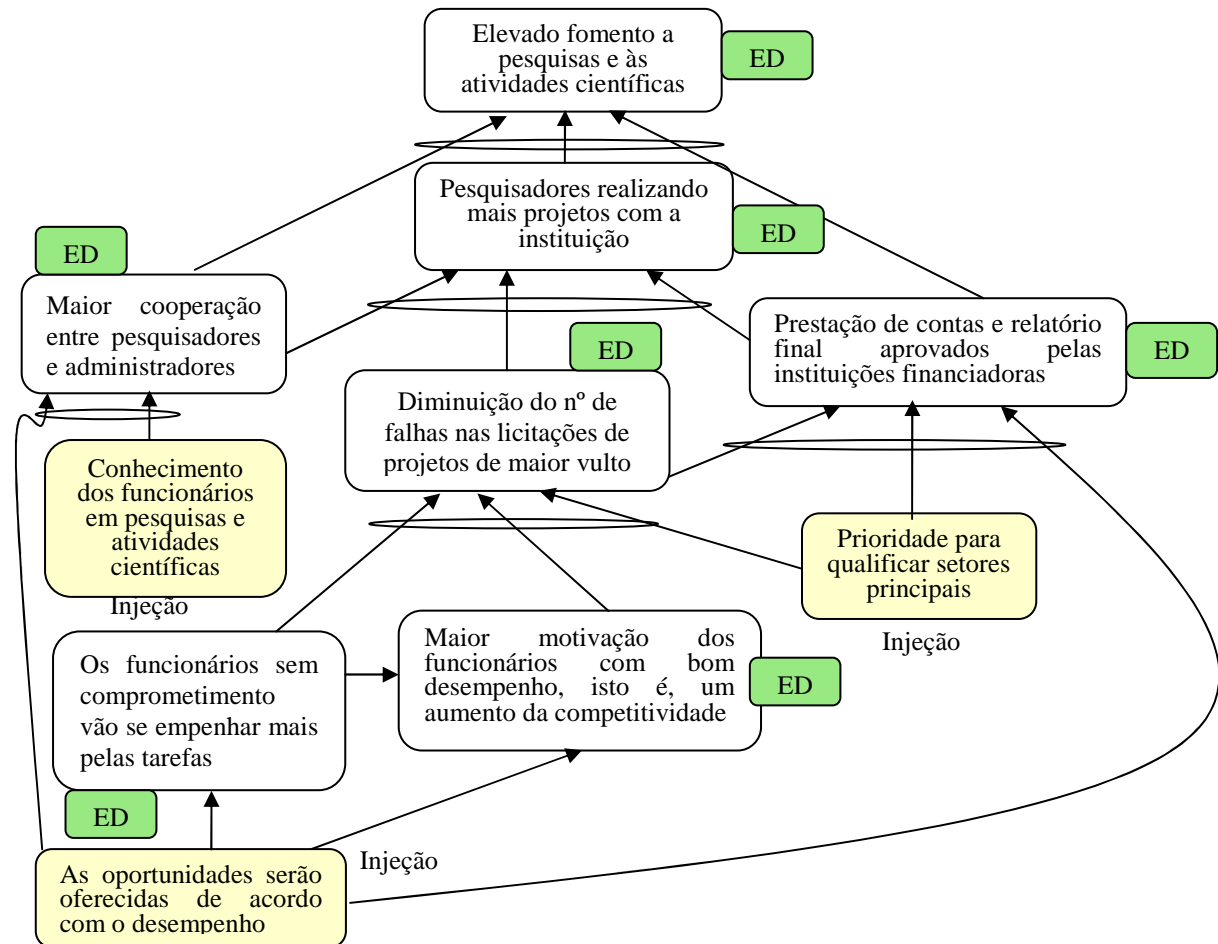 Elevado fomento a
pesquisas e às
atividades científicas
ED
Pesquisadores realizando
mais projetos com a
instituição
ED
ED
Maior cooperação
entre pesquisadores
e administradores
Prestação de contas e relatório
final aprovados pelas
instituições financiadoras
ED
ED
Diminuição do nº de
falhas nas licitações de
projetos de maior vulto
Conhecimento
dos funcionários
em pesquisas e
atividades
científicas
Injeção
Prioridade para
qualificar setores
principais
Injeção
Os funcionários sem
comprometimento
vão se empenhar mais
pelas tarefas
ED
Maior motivação dos
funcionários com bom
desempenho, isto é, um
aumento da competitividade
ED
Injeção
As oportunidades serão
oferecidas de acordo
com o desempenho